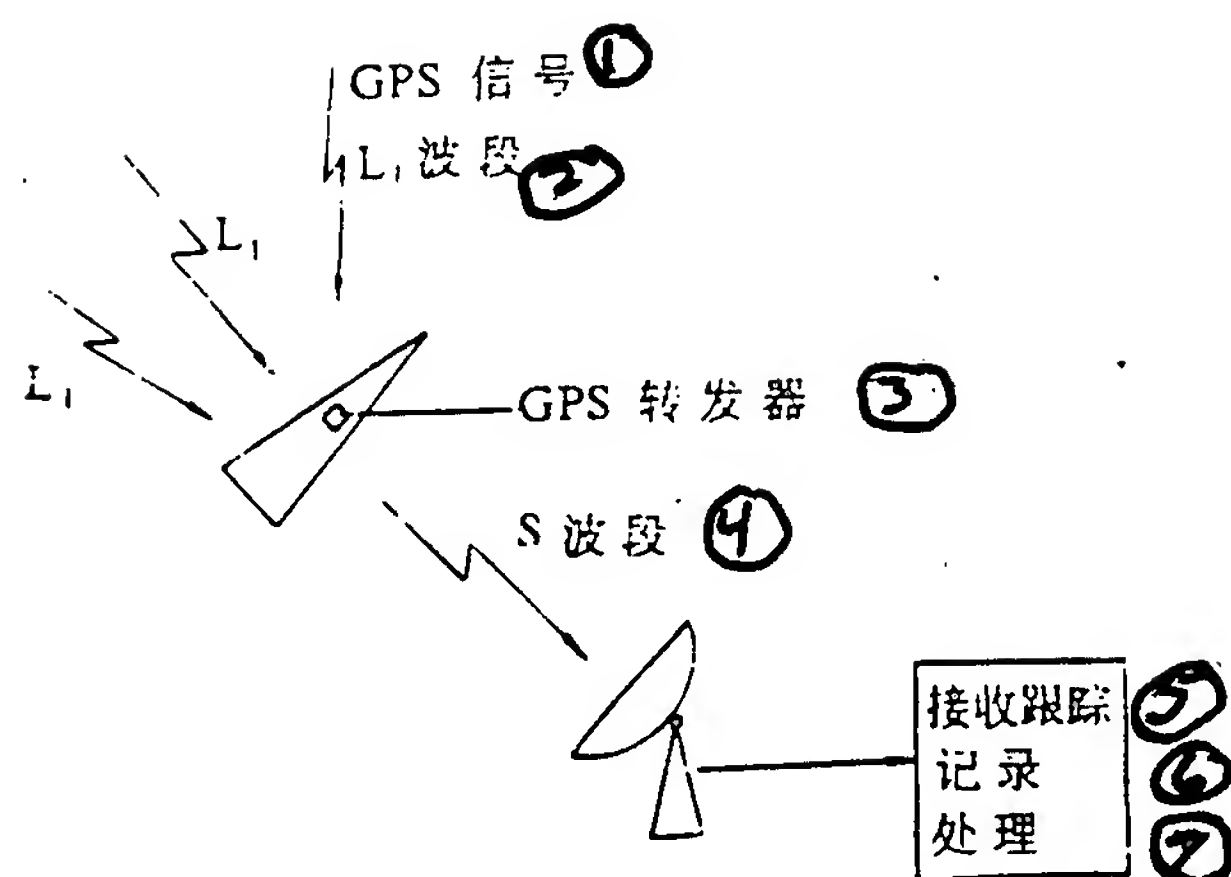 GPS 信号 ①
L₁ 波段 ②
L₁
L₁
GPS 转发器 ③
S 波段 ④
接收跟踪 ⑤
记录 ⑥
处理 ⑦